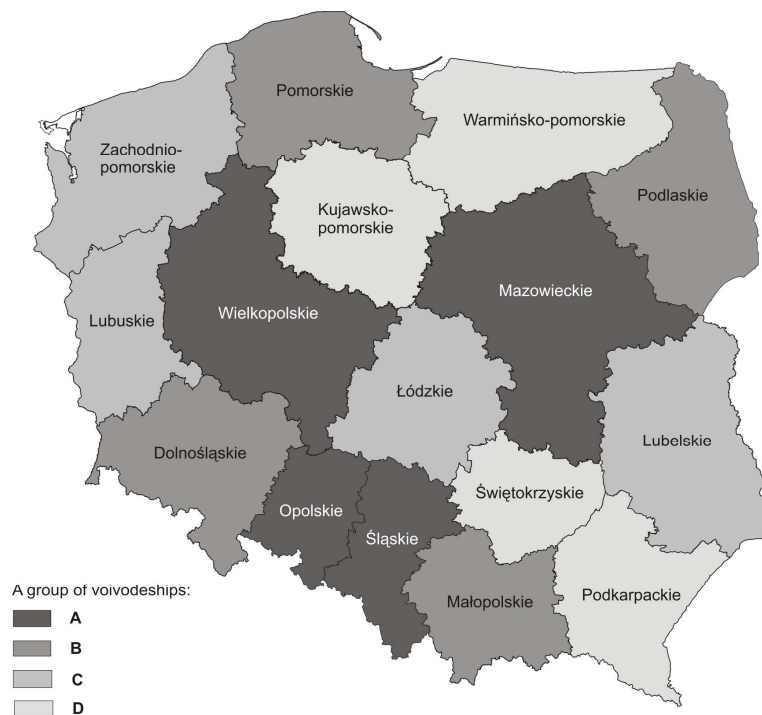 Pomorskie
Warmińsko-pomorskie
Zachodnio-
pomorskie
Podlaskie
Kujawsko-
pomorskie
Mazowieckie
Wielkopolskie
Lubuskie
Łódzkie
Lubelskie
Dolnośląskie
Świętokrzyskie
Opolskie
Śląskie
Podkarpackie
Małopolskie
A group of voivodeships:
A
B
C
D